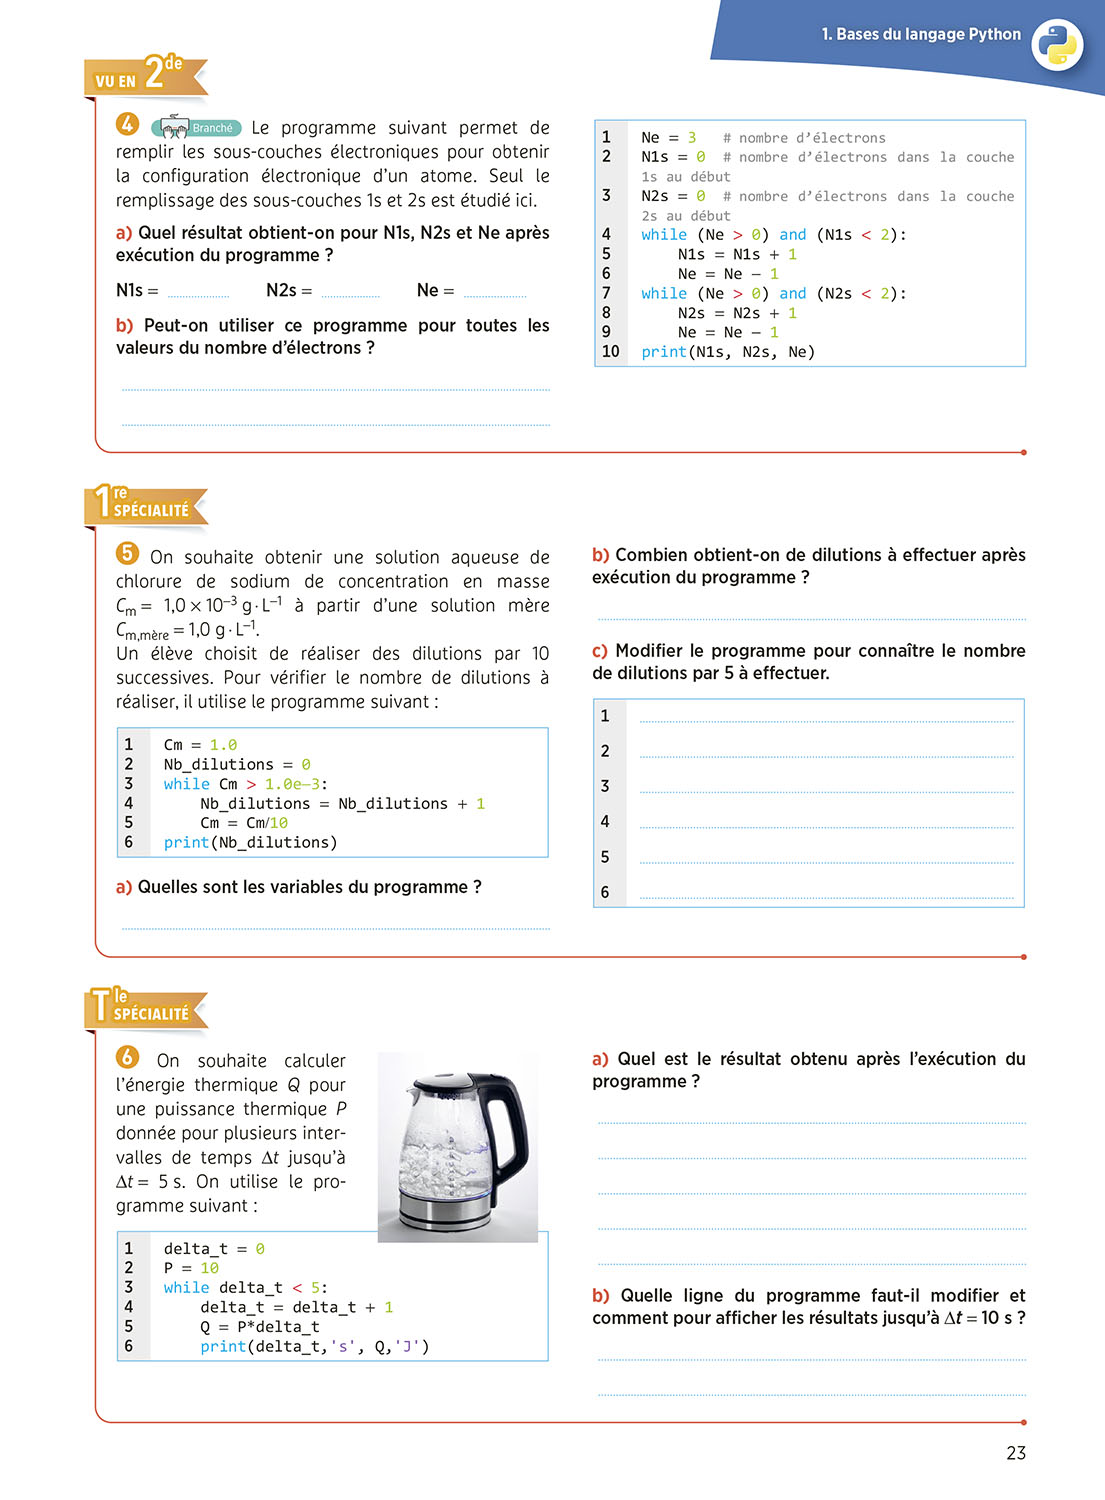 1. Bases du langage Python
VU EN 2de
4 Branché Le programme suivant permet de
remplir les sous-couches électroniques pour obtenir
la configuration électronique d'un atome. Seul le
remplissage des sous-couches 1s et 2s est étudié ici.
a) Quel résultat obtient-on pour N1s, N2s et Ne après
exécution du programme ?
N1s = N2s = Ne =
b) Peut-on utiliser ce programme pour toutes les
valeurs du nombre d'électrons ?
1 Ne = 3 # nombre d'électrons
2 N1s = 0 # nombre d'électrons dans la couche
1s au début
3 N2s = 0 # nombre d'électrons dans la couche
2s au début
4 while (Ne > 0) and (N1s < 2):
5 N1s = N1s + 1
6 Ne = Ne – 1
7 while (Ne > 0) and (N2s < 2):
8 N2s = N2s + 1
9 Ne = Ne – 1
10 print(N1s, N2s, Ne)
1re SPÉCIALITÉ
5 On souhaite obtenir une solution aqueuse de
chlorure de sodium de concentration en masse
Cm = 1,0 × 10–3 g · L–1 à partir d'une solution mère
Cm,mère = 1,0 g · L–1.
Un élève choisit de réaliser des dilutions par 10
successives. Pour vérifier le nombre de dilutions à
réaliser, il utilise le programme suivant :
1 Cm = 1.0
2 Nb_dilutions = 0
3 while Cm > 1.0e–3:
4 Nb_dilutions = Nb_dilutions + 1
5 Cm = Cm/10
6 print(Nb_dilutions)
a) Quelles sont les variables du programme ?
b) Combien obtient-on de dilutions à effectuer après
exécution du programme ?
c) Modifier le programme pour connaître le nombre
de dilutions par 5 à effectuer.
1
2
3
4
5
6
Tle SPÉCIALITÉ
6 On souhaite calculer
l'énergie thermique Q pour
une puissance thermique P
donnée pour plusieurs inter-
valles de temps Δt jusqu'à
Δt = 5 s. On utilise le pro-
gramme suivant :
1 delta_t = 0
2 P = 10
3 while delta_t < 5:
4 delta_t = delta_t + 1
5 Q = P*delta_t
6 print(delta_t,'s', Q,'J')
a) Quel est le résultat obtenu après l'exécution du
programme ?
b) Quelle ligne du programme faut-il modifier et
comment pour afficher les résultats jusqu'à Δt = 10 s ?
23